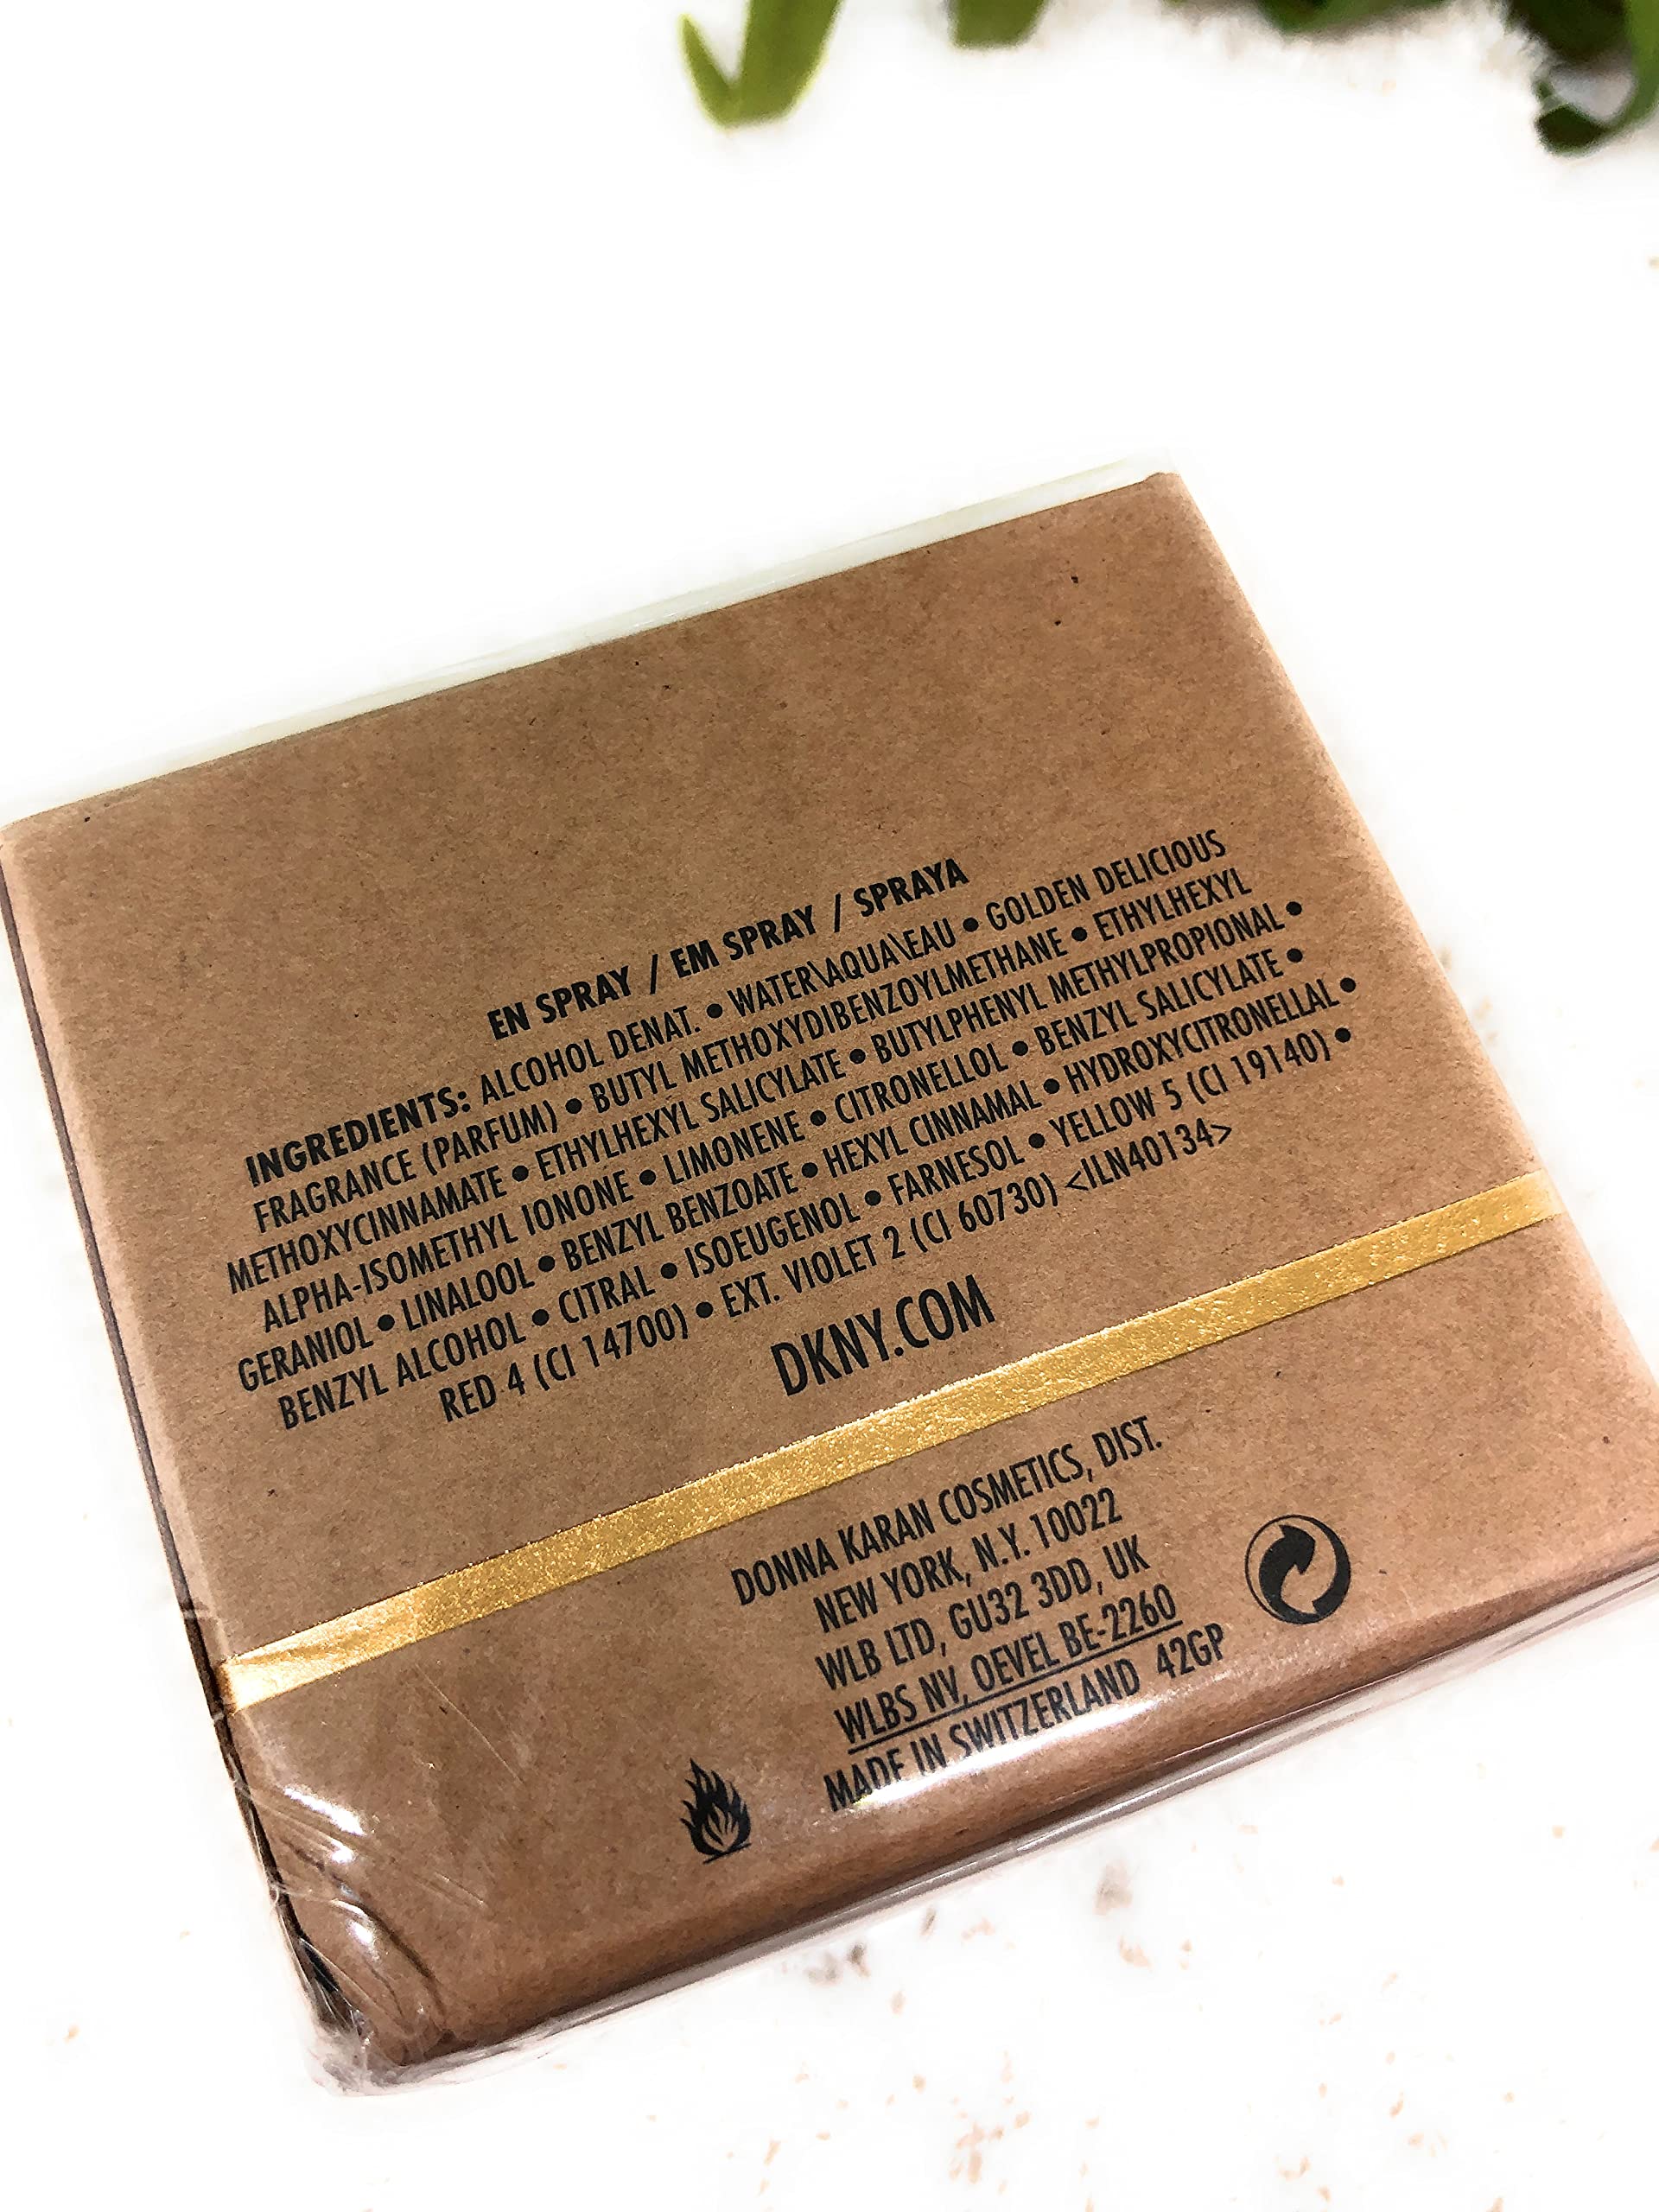 EN SPRAY / EM SPRAY / SPRAYA
INGREDIENTS: ALCOHOL DENAT. • WATER\AQUA\EAU • GOLDEN DELICIOUS
FRAGRANCE (PARFUM) • BUTYL METHOXYDIBENZOYLMETHANE • ETHYLHEXYL
METHOXYCINNAMATE • ETHYLHEXYL SALICYLATE • BUTYLPHENYL METHYLPROPIONAL •
ALPHA-ISOMETHYL IONONE • LIMONENE • CITRONELLOL • BENZYL SALICYLATE •
GERANIOL • LINALOOL • BENZYL BENZOATE • HEXYL CINNAMAL • HYDROXYCITRONELLAL •
BENZYL ALCOHOL • CITRAL • ISOEUGENOL • FARNESOL • YELLOW 5 (CI 19140) •
RED 4 (CI 14700) • EXT. VIOLET 2 (CI 60730) <ILN40134>
DKNY.COM
DONNA KARAN COSMETICS, DIST.
NEW YORK, N.Y. 10022
WLB LTD, GU32 3DD, UK
WLBS NV, OEVEL BE-2260
MADE IN SWITZERLAND 42GP